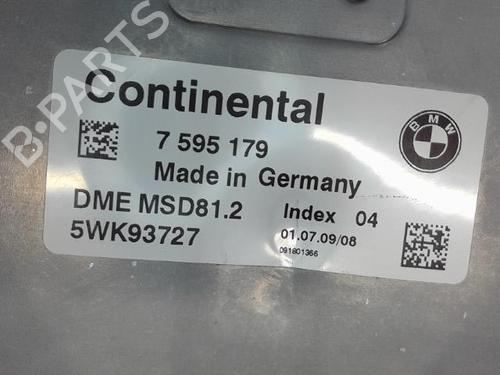 Continental
BMW
7 595 179
Made in Germany
DME MSD81.2 Index 04
5WK93727 01.07.09/08
091801366
B-PARTS